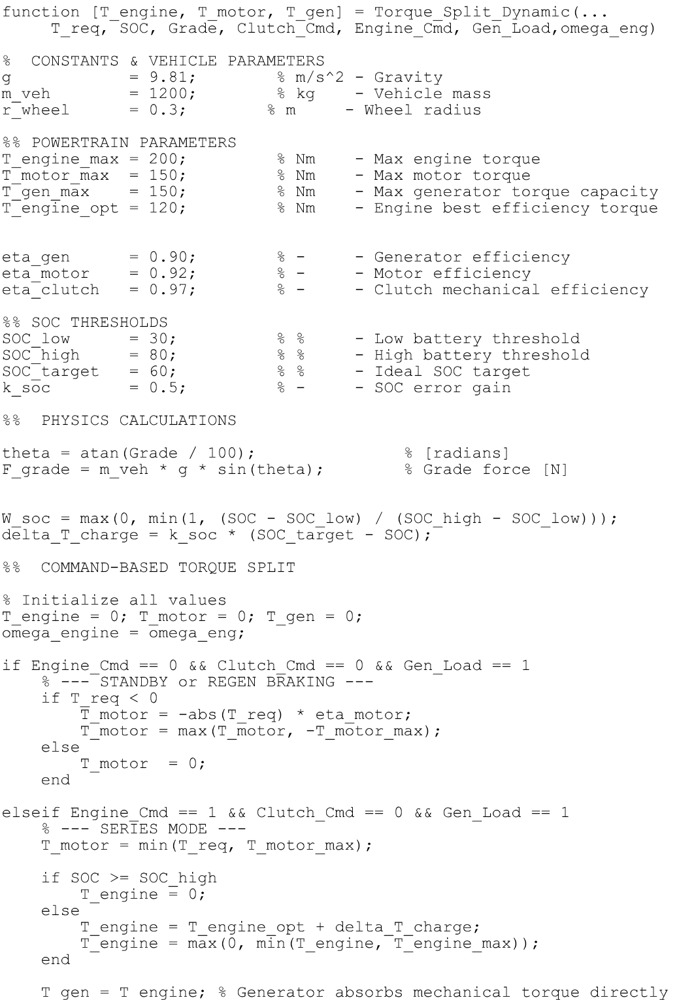 function [T_engine, T_motor, T_gen] = Torque_Split_Dynamic(...
     T_req, SOC, Grade, Clutch_Cmd, Engine_Cmd, Gen_Load,omega_eng)
%  CONSTANTS & VEHICLE PARAMETERS
g            = 9.81;        % m/s^2 - Gravity
m_veh        = 1200;        % kg    - Vehicle mass
r_wheel      = 0.3;        % m     - Wheel radius
%% POWERTRAIN PARAMETERS
T_engine_max = 200;         % Nm    - Max engine torque
T_motor_max  = 150;         % Nm    - Max motor torque
T_gen_max    = 150;         % Nm    - Max generator torque capacity
T_engine_opt = 120;         % Nm    - Engine best efficiency torque
eta_gen      = 0.90;        % -     - Generator efficiency
eta_motor    = 0.92;        % -     - Motor efficiency
eta_clutch   = 0.97;        % -     - Clutch mechanical efficiency
%% SOC THRESHOLDS
SOC_low      = 30;          % %     - Low battery threshold
SOC_high     = 80;          % %     - High battery threshold
SOC_target   = 60;          % %     - Ideal SOC target
k_soc        = 0.5;         % -     - SOC error gain
%%  PHYSICS CALCULATIONS
theta = atan(Grade / 100);               % [radians]
F_grade = m_veh * g * sin(theta);        % Grade force [N]
W_soc = max(0, min(1, (SOC - SOC_low) / (SOC_high - SOC_low)));
delta_T_charge = k_soc * (SOC_target - SOC);
%%  COMMAND-BASED TORQUE SPLIT
% Initialize all values
T_engine = 0; T_motor = 0; T_gen = 0;
omega_engine = omega_eng;
if Engine_Cmd == 0 && Clutch_Cmd == 0 && Gen_Load == 1
    % --- STANDBY or REGEN BRAKING ---
    if T_req < 0
        T_motor = -abs(T_req) * eta_motor;
        T_motor = max(T_motor, -T_motor_max);
    else
        T_motor  = 0;
    end
elseif Engine_Cmd == 1 && Clutch_Cmd == 0 && Gen_Load == 1
    % --- SERIES MODE ---
    T_motor = min(T_req, T_motor_max);
    if SOC >= SOC_high
        T_engine = 0;
    else
        T_engine = T_engine_opt + delta_T_charge;
        T_engine = max(0, min(T_engine, T_engine_max));
    end
    T_gen = T_engine; % Generator absorbs mechanical torque directly